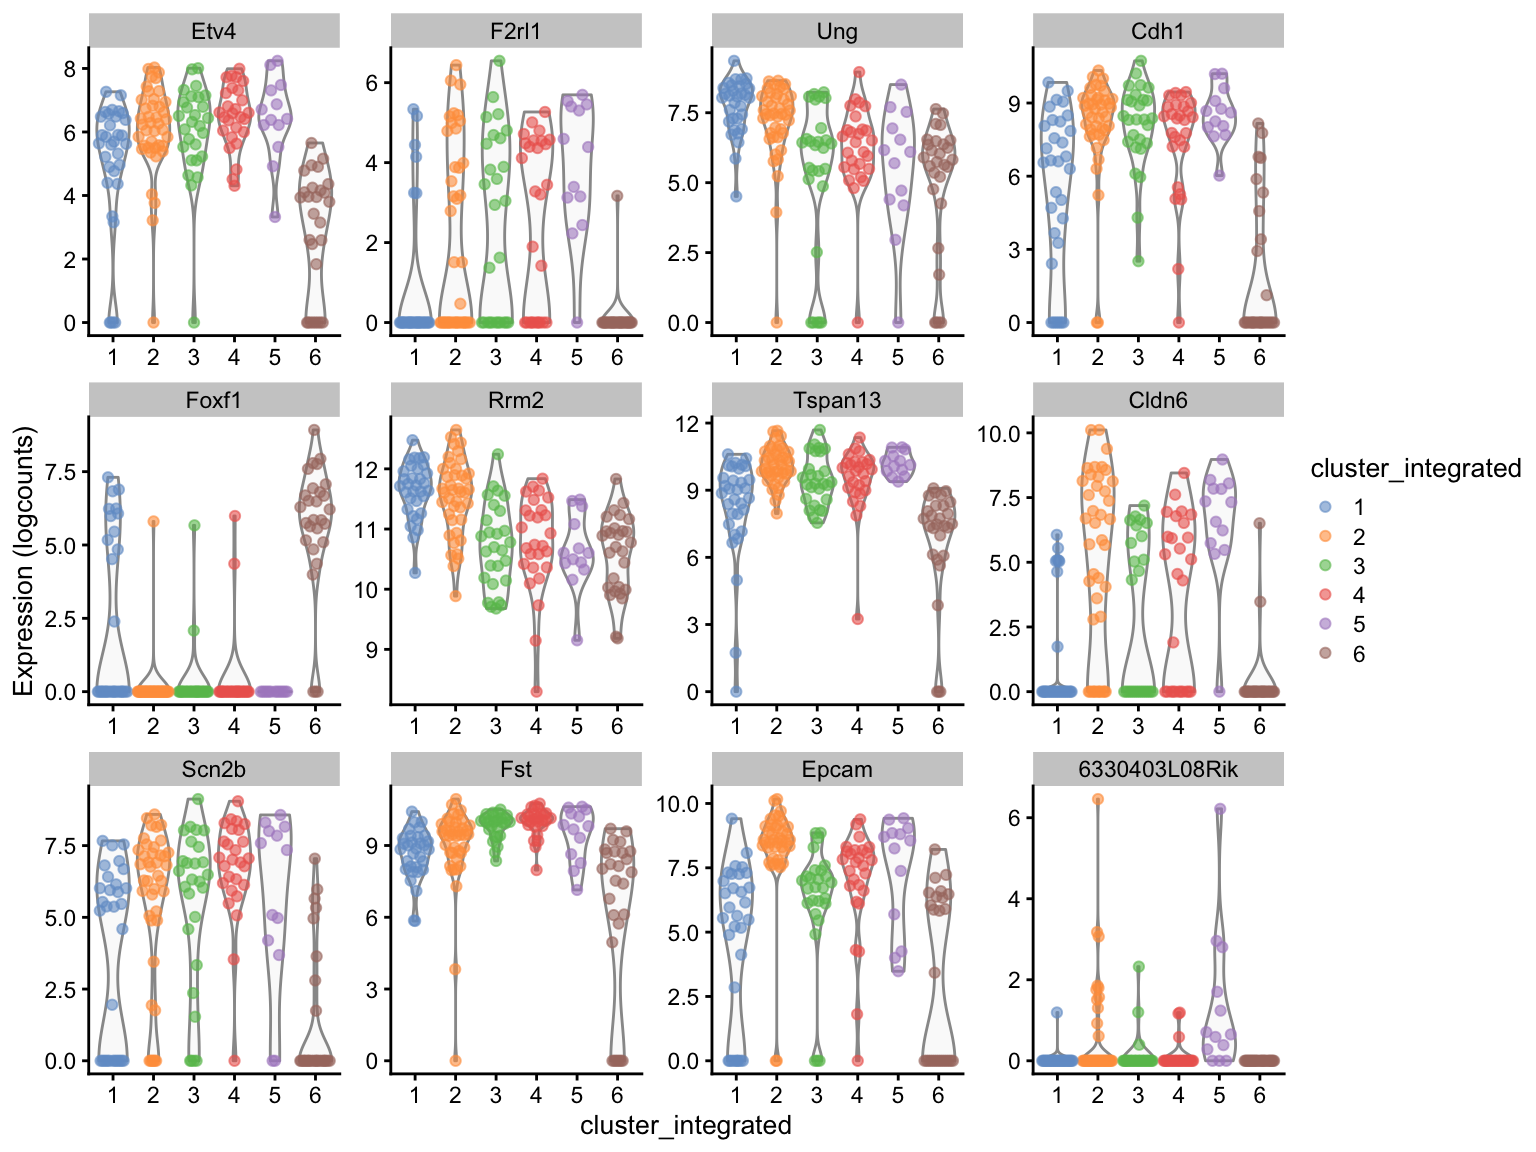 Etv4 F2rl1 Ung Cdh1
8 6 4 2 0
6 4 2 0
7.5 5.0 2.5 0.0
9 6 3 0
1 2 3 4 5 6 1 2 3 4 5 6 1 2 3 4 5 6 1 2 3 4 5 6
Foxf1 Rrm2 Tspan13 Cldn6
7.5 5.0 2.5 0.0
12 11 10 9
12 9 6 3 0
10.0 7.5 5.0 2.5 0.0
1 2 3 4 5 6 1 2 3 4 5 6 1 2 3 4 5 6 1 2 3 4 5 6
Scn2b Fst Epcam 6330403L08Rik
7.5 5.0 2.5 0.0
9 6 3 0
10.0 7.5 5.0 2.5 0.0
6 4 2 0
1 2 3 4 5 6 1 2 3 4 5 6 1 2 3 4 5 6 1 2 3 4 5 6
Expression (logcounts)
cluster_integrated
cluster_integrated
1
2
3
4
5
6